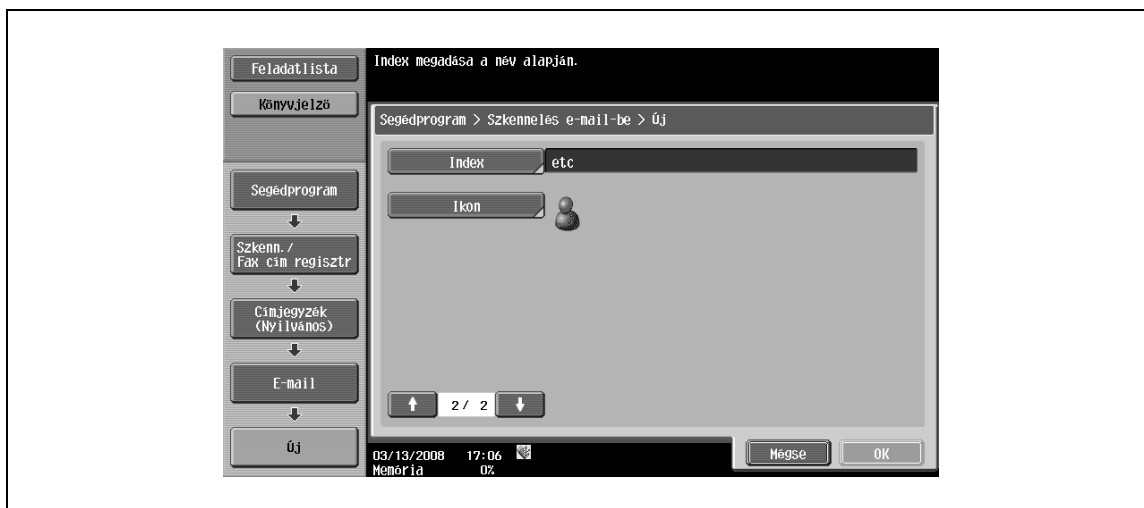 Feladatlista
Index megadása a név alapján.
Könyvjelző
Segédprogram > Szkennelés e-mail-be > Új
Index
etc
Ikon
Segédprogram
Szkenn./
Fax cím regisztr
Címjegyzék
(Nyilvános)
E-mail
Új
2/ 2
03/13/2008 17:06
Memória 0%
Mégse
OK